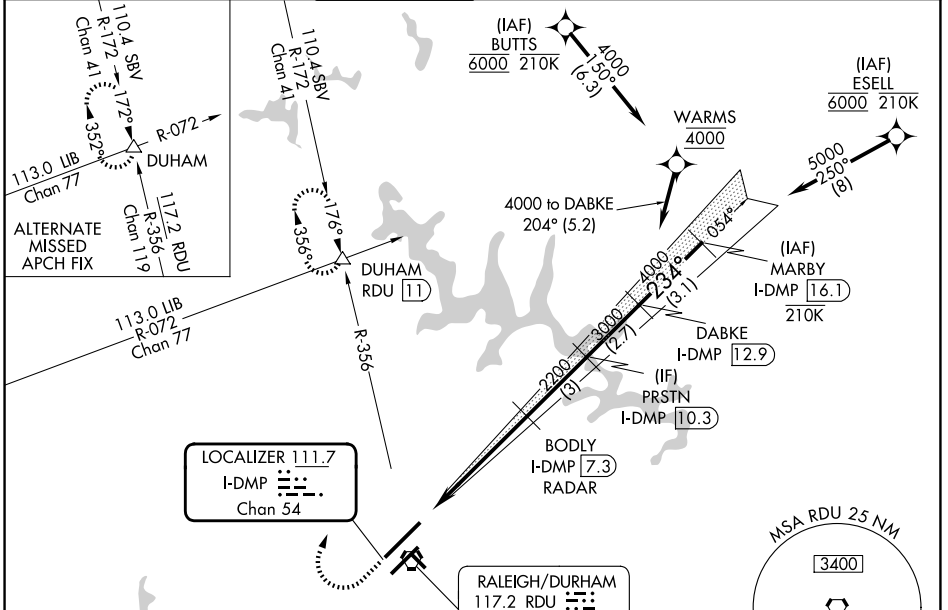 110.4 SBV
R-172
Chan 41
172°
352°
R-072
DUHAM
113.0 LIB
Chan 77
117.2 RDU
R-356
Chan 119
ALTERNATE
MISSED
APCH FIX
110.4 SBV
R-172
Chan 41
176°
356°
DUHAM
RDU 11
113.0 LIB
R-072
Chan 77
R-356
(IAF)
BUTTS
6000 210K
4000
150°
(6.3)
WARMS
4000
(IAF)
ESELL
6000 210K
5000
250°
(8)
4000 to DABKE
204° (5.2)
054°
4000
234°
(3.1)
(IAF)
MARBY
I-DMP 16.1
210K
3000
(2.7)
DABKE
I-DMP 12.9
2200
(3)
(IF)
PRSTN
I-DMP 10.3
BODLY
I-DMP 7.3
RADAR
LOCALIZER 111.7
I-DMP
Chan 54
RALEIGH/DURHAM
117.2 RDU
MSA RDU 25 NM
3400